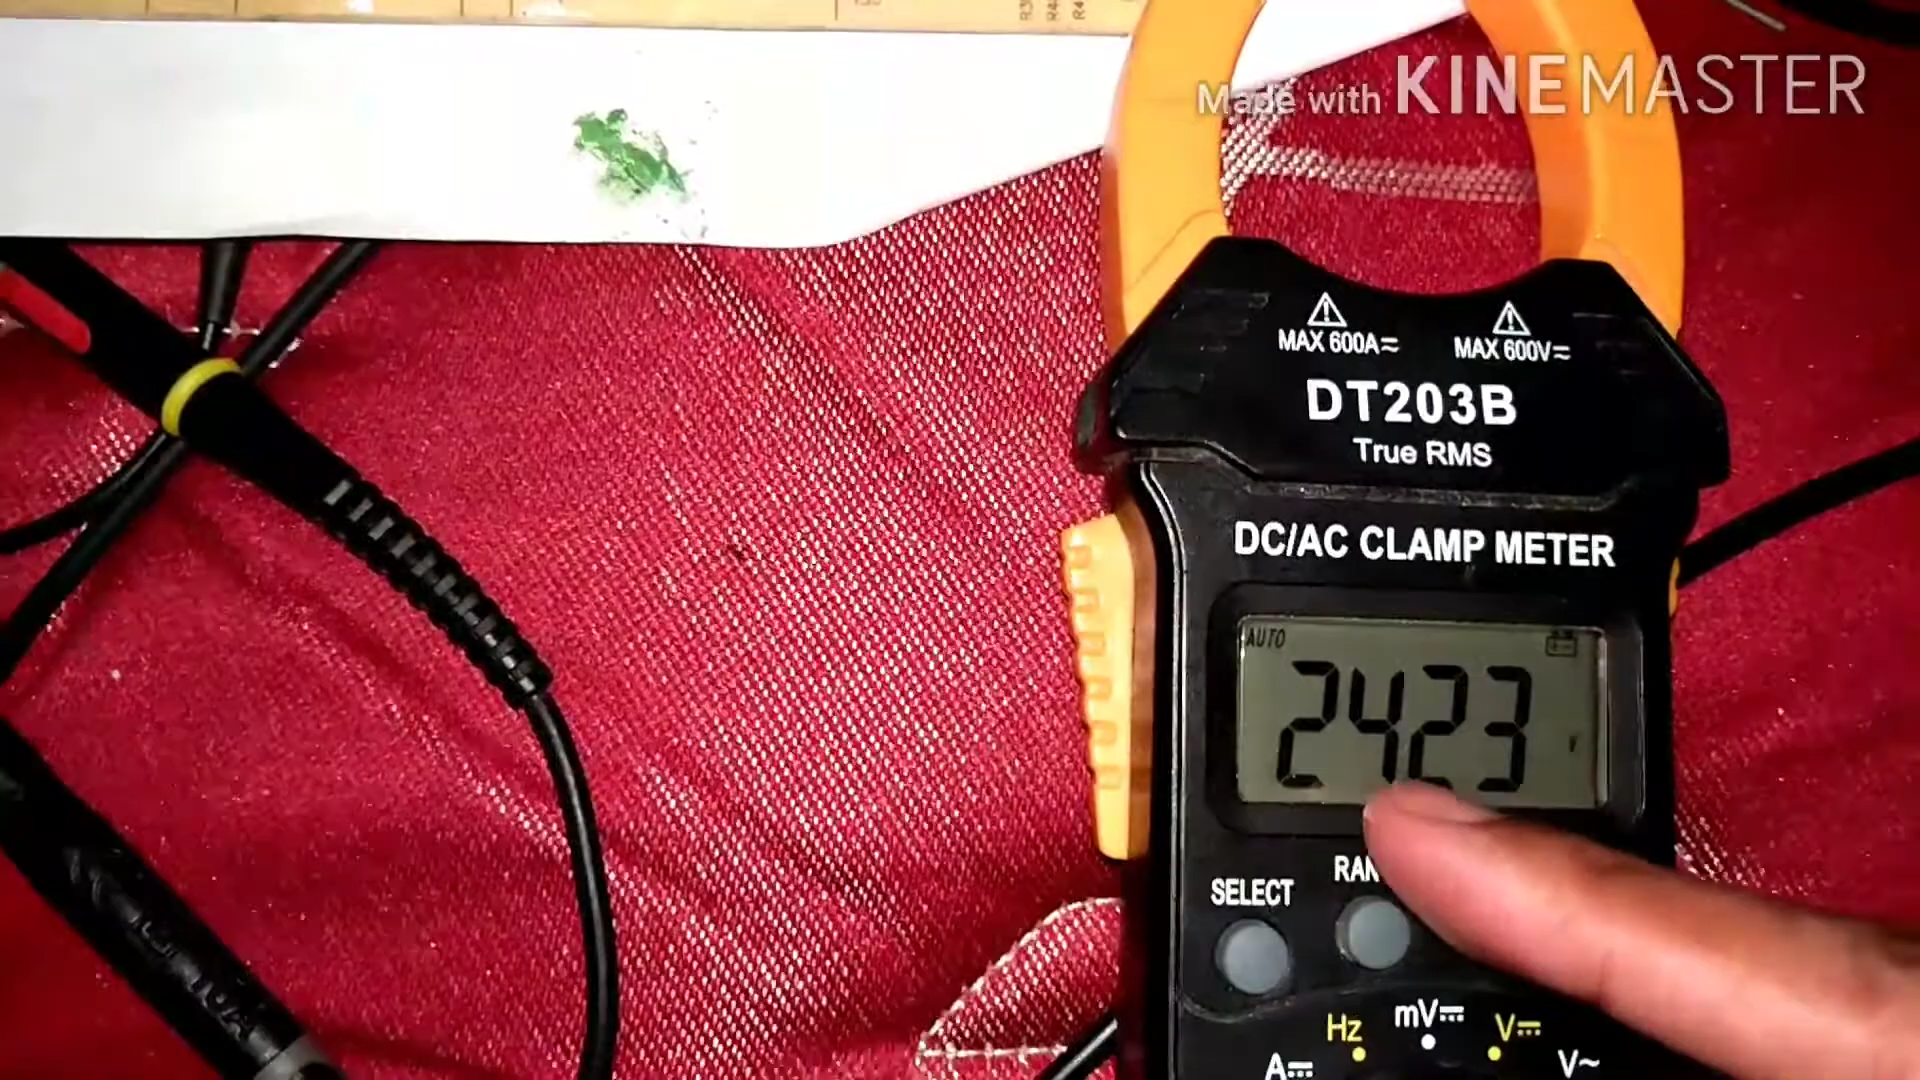 Made with KINEMASTER
MAX 600A⎓
MAX 600V⎓
DT203B
True RMS
DC/AC CLAMP METER
AUTO
2423
V
SELECT
RAN
Hz
mV⎓
V⎓
A⎓
V~